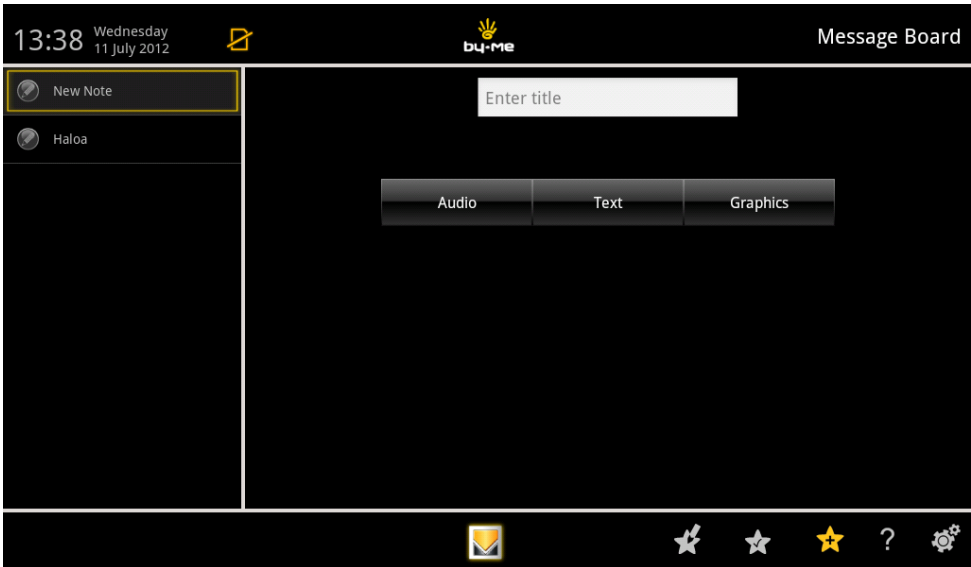 13:38 Wednesday
11 July 2012
by-me
Message Board
New Note
Haloa
Enter title
Audio Text Graphics
?